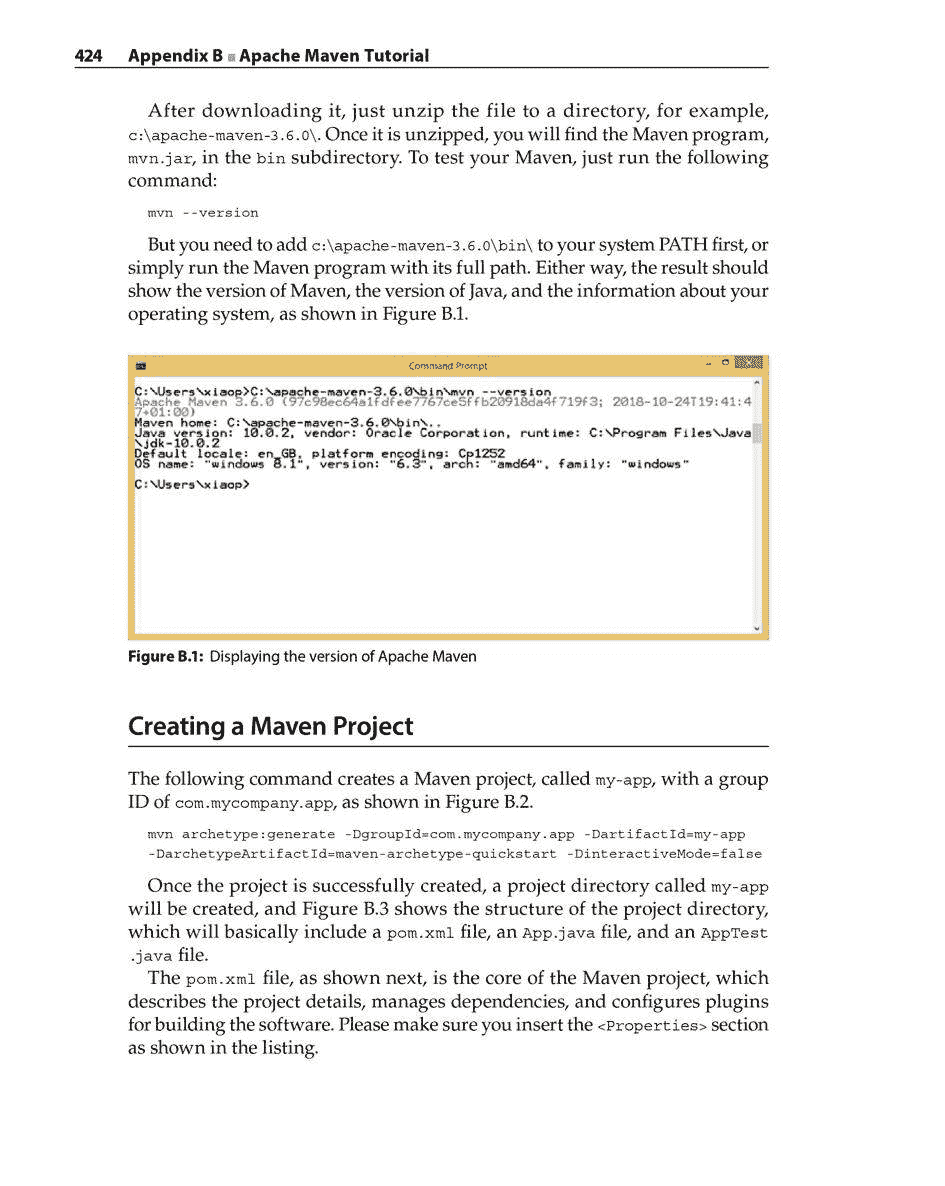 424 Appendix B ■ Apache Maven Tutorial
After downloading it, just unzip the file to a directory, for example,
c:\apache-maven-3.6.0\. Once it is unzipped, you will find the Maven program,
mvn.jar, in the bin subdirectory. To test your Maven, just run the following
command:
mvn --version
But you need to add c:\apache-maven-3.6.0\bin\ to your system PATH first, or
simply run the Maven program with its full path. Either way, the result should
show the version of Maven, the version of Java, and the information about your
operating system, as shown in Figure B.1.
Command Prompt
C:\Users\xiaop>C:\apache-maven-3.6.0\bin\mvn --version
Apache Maven 3.6.0 (97c98ec64a1fdfee7767ce5ffb20918da4f719f3; 2018-10-24T19:41:4
7+01:00)
Maven home: C:\apache-maven-3.6.0\bin\..
Java version: 10.0.2, vendor: Oracle Corporation, runtime: C:\Program Files\Java
\jdk-10.0.2
Default locale: en_GB, platform encoding: Cp1252
OS name: "windows 8.1", version: "6.3", arch: "amd64", family: "windows"
C:\Users\xiaop>
Figure B.1: Displaying the version of Apache Maven
Creating a Maven Project
The following command creates a Maven project, called my-app, with a group
ID of com.mycompany.app, as shown in Figure B.2.
mvn archetype:generate -DgroupId=com.mycompany.app -DartifactId=my-app
-DarchetypeArtifactId=maven-archetype-quickstart -DinteractiveMode=false
Once the project is successfully created, a project directory called my-app
will be created, and Figure B.3 shows the structure of the project directory,
which will basically include a pom.xml file, an App.java file, and an AppTest
.java file.
The pom.xml file, as shown next, is the core of the Maven project, which
describes the project details, manages dependencies, and configures plugins
for building the software. Please make sure you insert the <Properties> section
as shown in the listing.